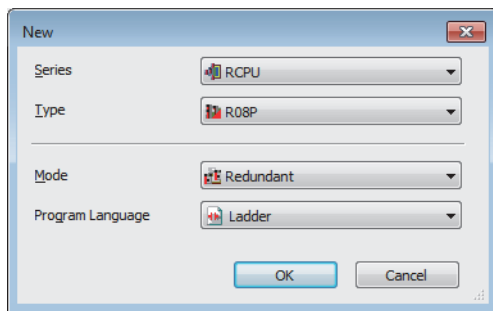 New
Series
RCPU
Type
R08P
Mode
Redundant
Program Language
Ladder
OK
Cancel